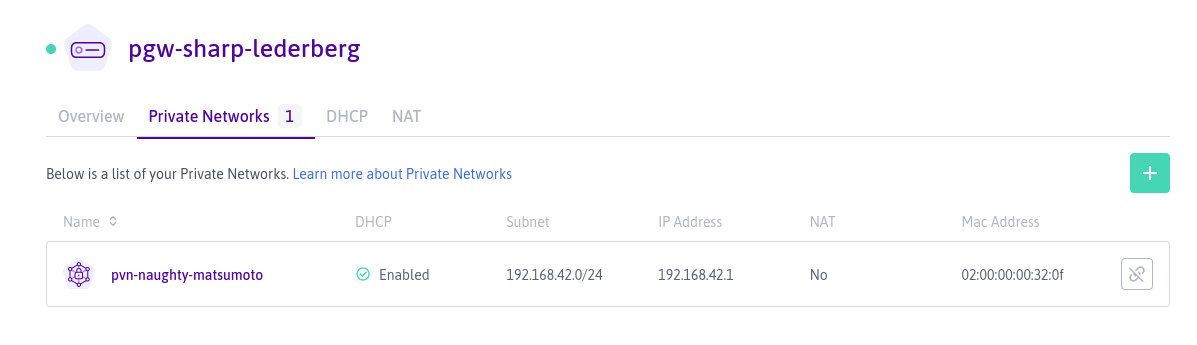 pgw-sharp-lederberg
Overview Private Networks 1 DHCP NAT
Below is a list of your Private Networks. Learn more about Private Networks
Name DHCP Subnet IP Address NAT Mac Address
pvn-naughty-matsumoto Enabled 192.168.42.0/24 192.168.42.1 No 02:00:00:00:32:0f